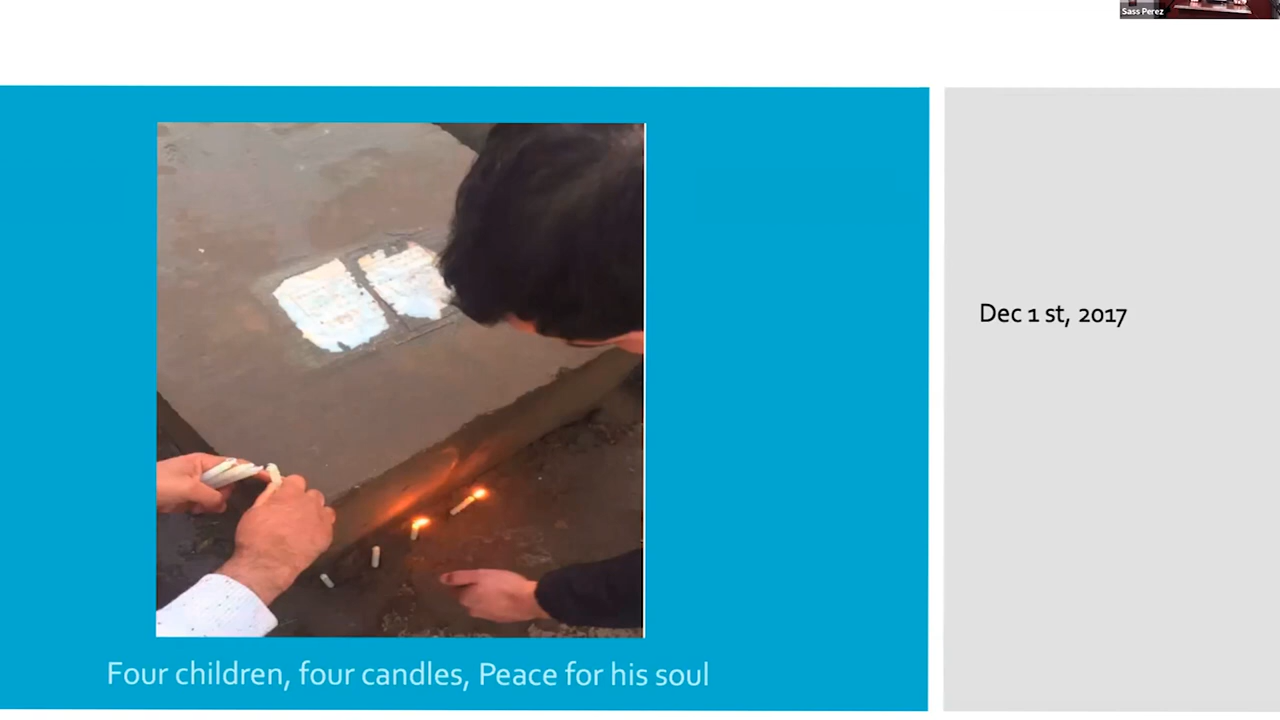 Sass Perez
Dec 1 st, 2017
Four children, four candles, Peace for his soul